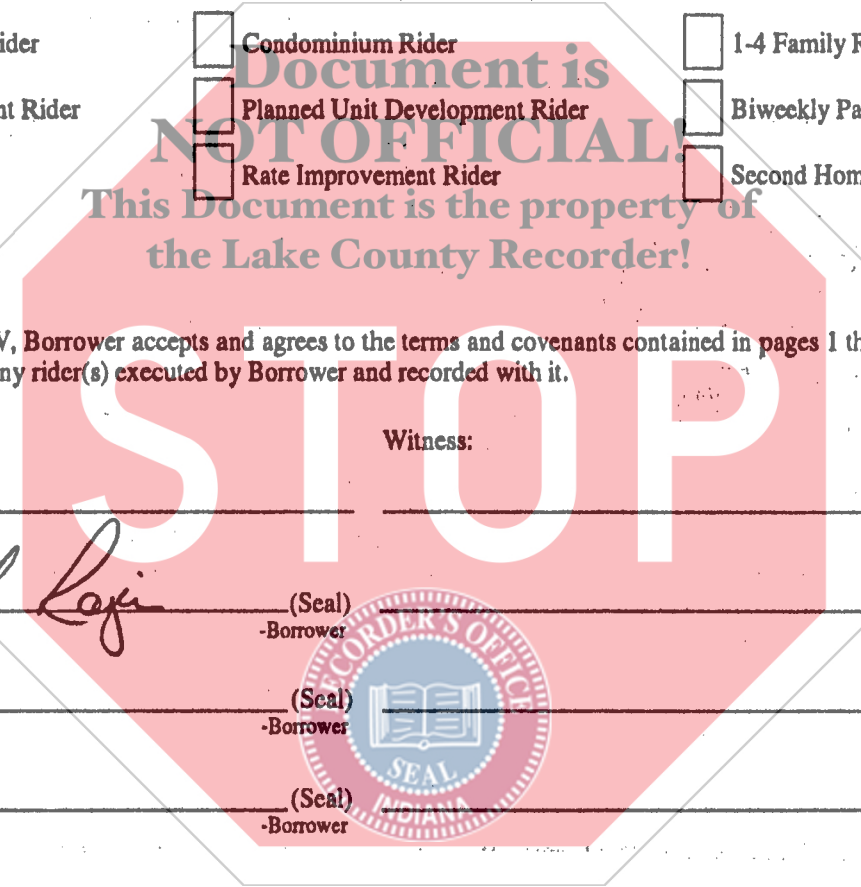 ider Condominium Rider 1-4 Family R
Document is
nt Rider Planned Unit Development Rider Biweekly Pa
NOT OFFICIAL!
Rate Improvement Rider Second Hom
This Document is the property of
the Lake County Recorder!
V, Borrower accepts and agrees to the terms and covenants contained in pages 1 th
ny rider(s) executed by Borrower and recorded with it.
STOP
Witness:
(Seal)
-Borrower
RECORDER'S OFFICE
(Seal)
-Borrower
SEAL
INDIANA
(Seal)
-Borrower